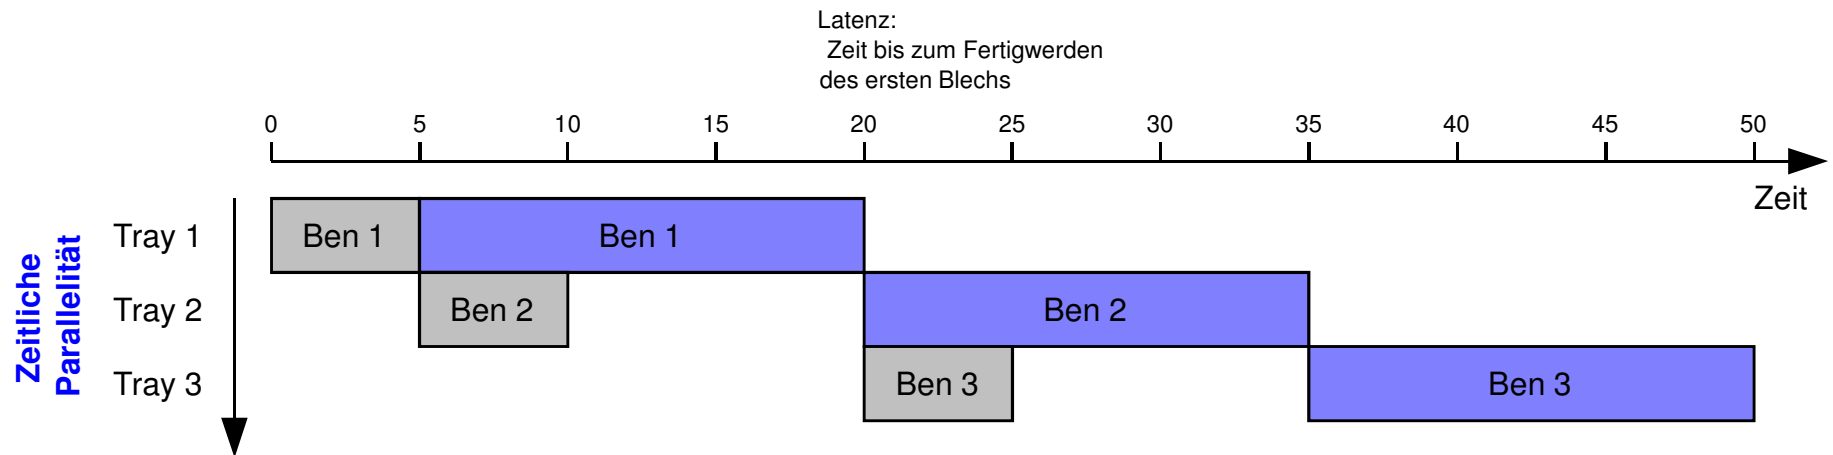 Latenz:
Zeit bis zum Fertigwerden
des ersten Blechs
0 5 10 15 20 25 30 35 40 45 50
Zeit
Zeitliche
Parallelität
Tray 1 Ben 1 Ben 1
Tray 2 Ben 2 Ben 2
Tray 3 Ben 3 Ben 3